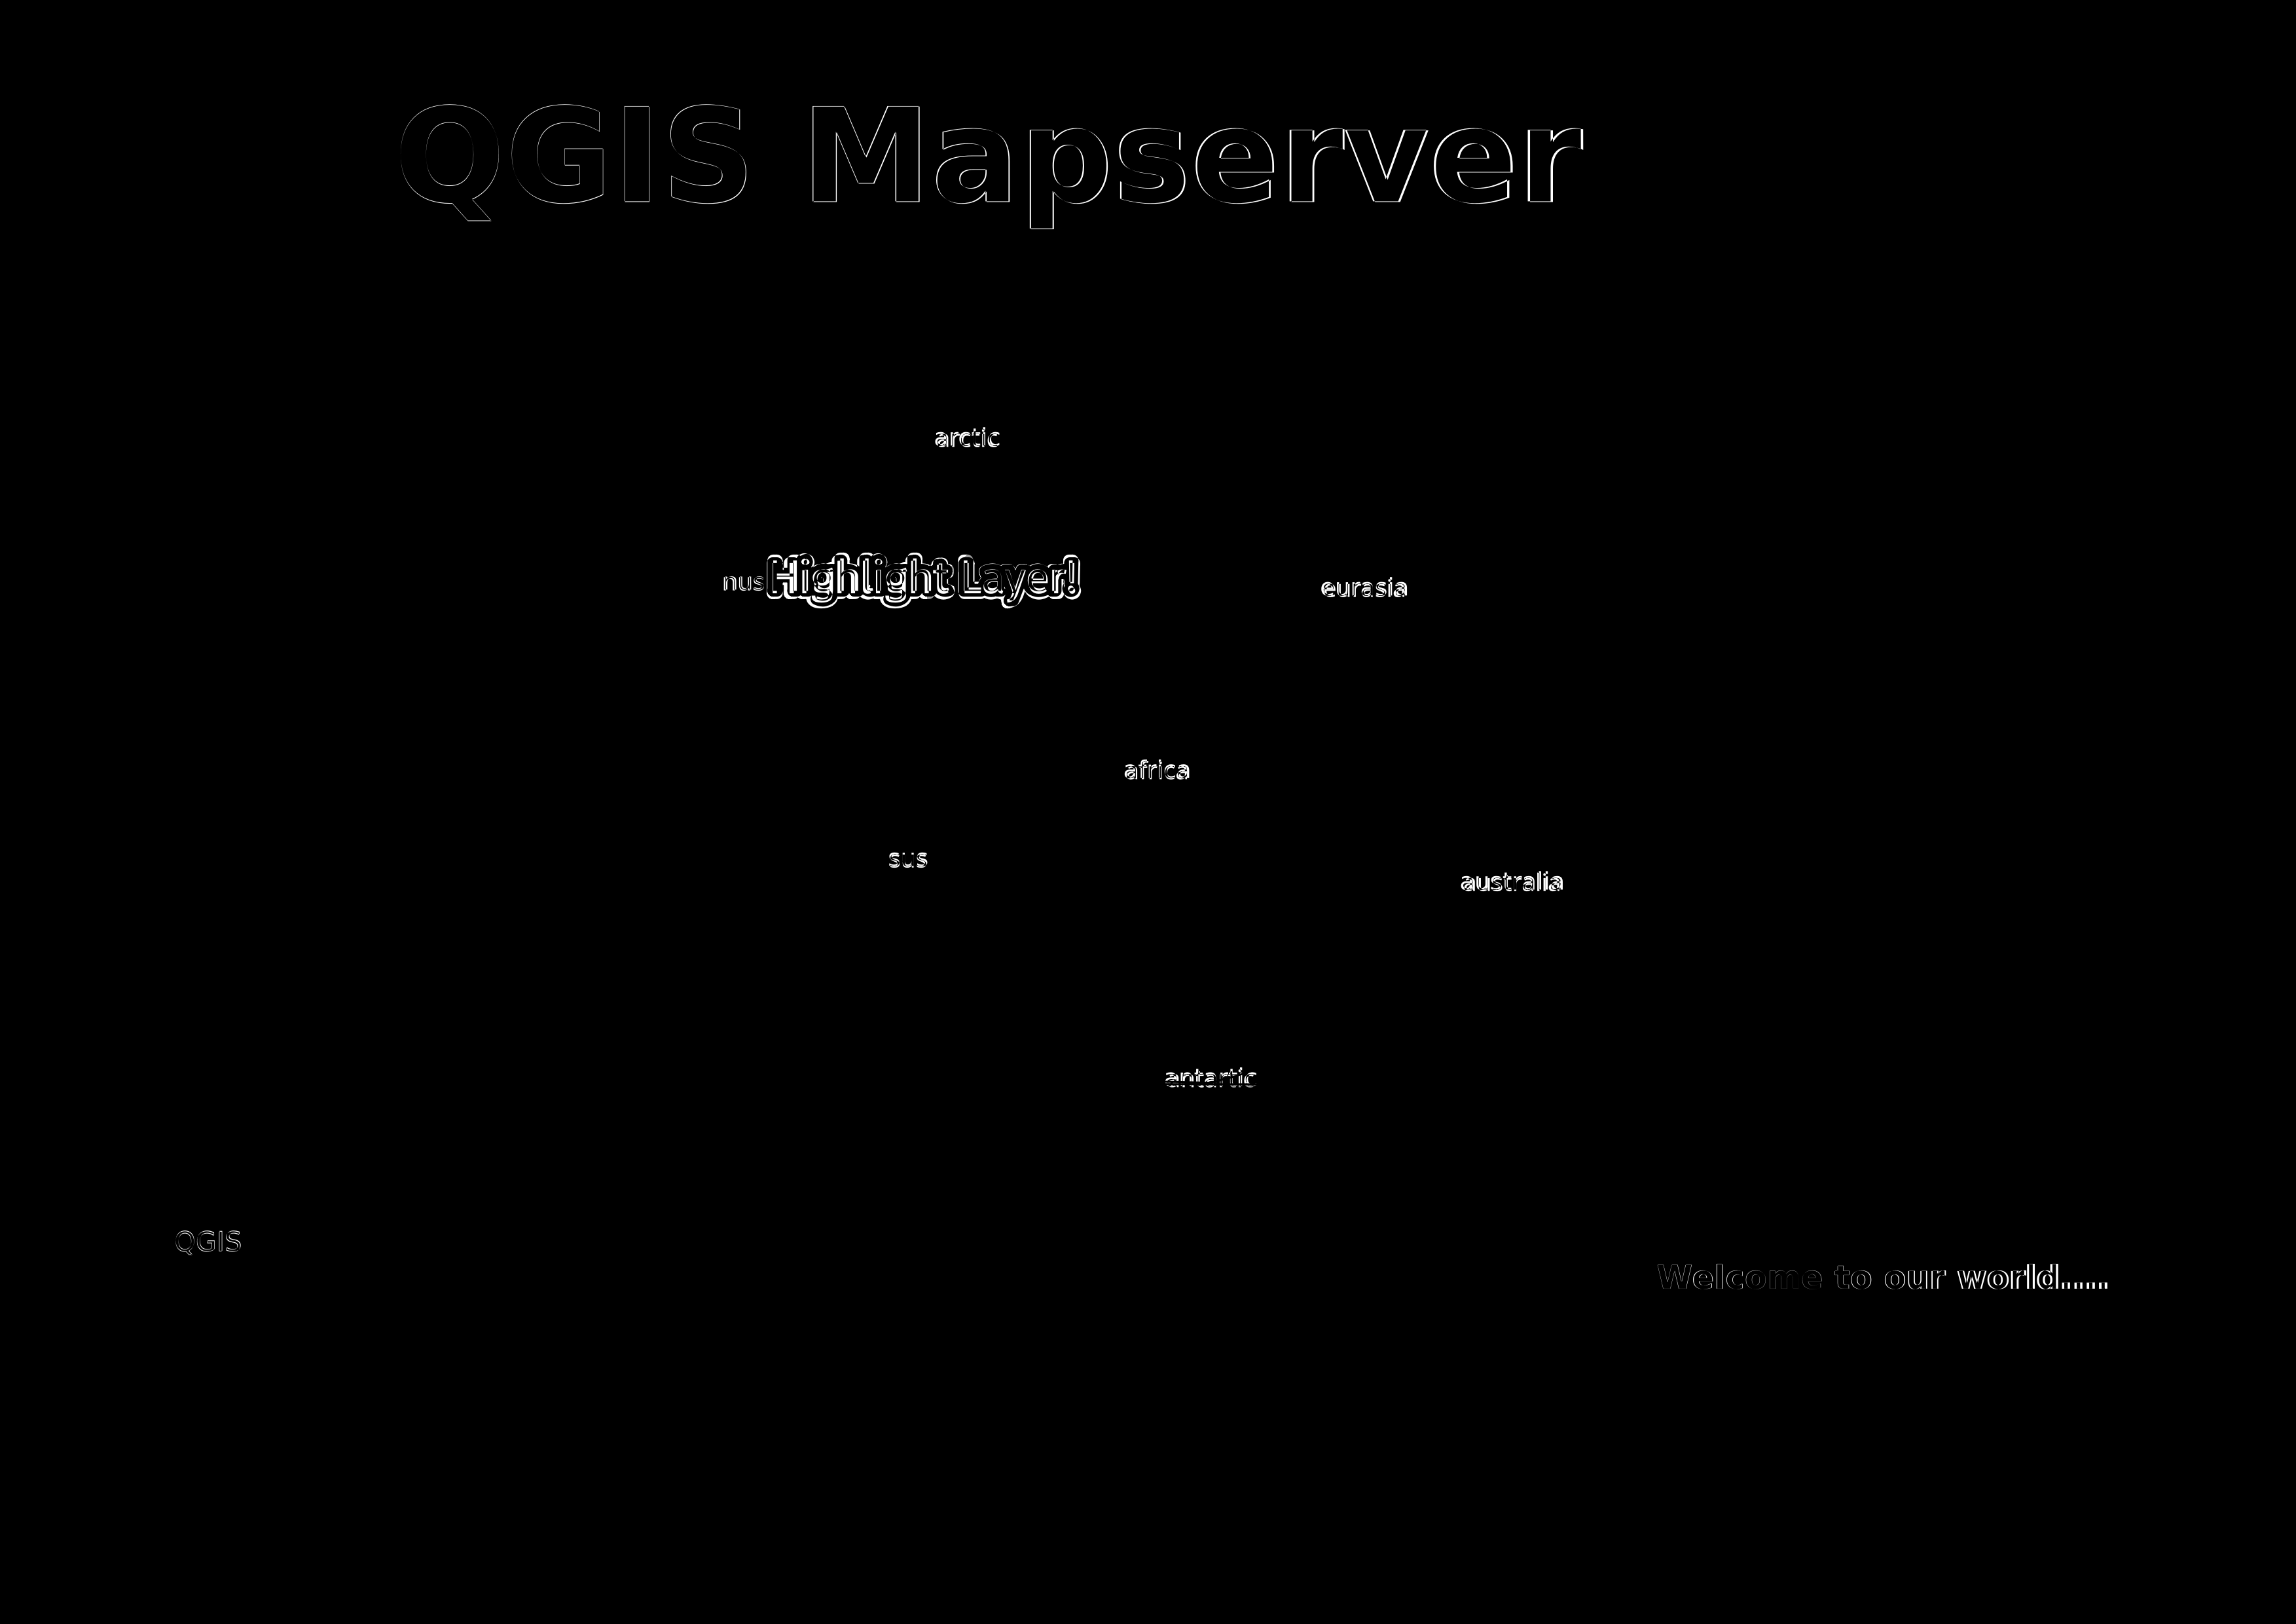 QGIS Mapserver
arctic
nus Highlight Layer!
eurasia
africa
sus
australia
antartic
QGIS
Welcome to our world.......